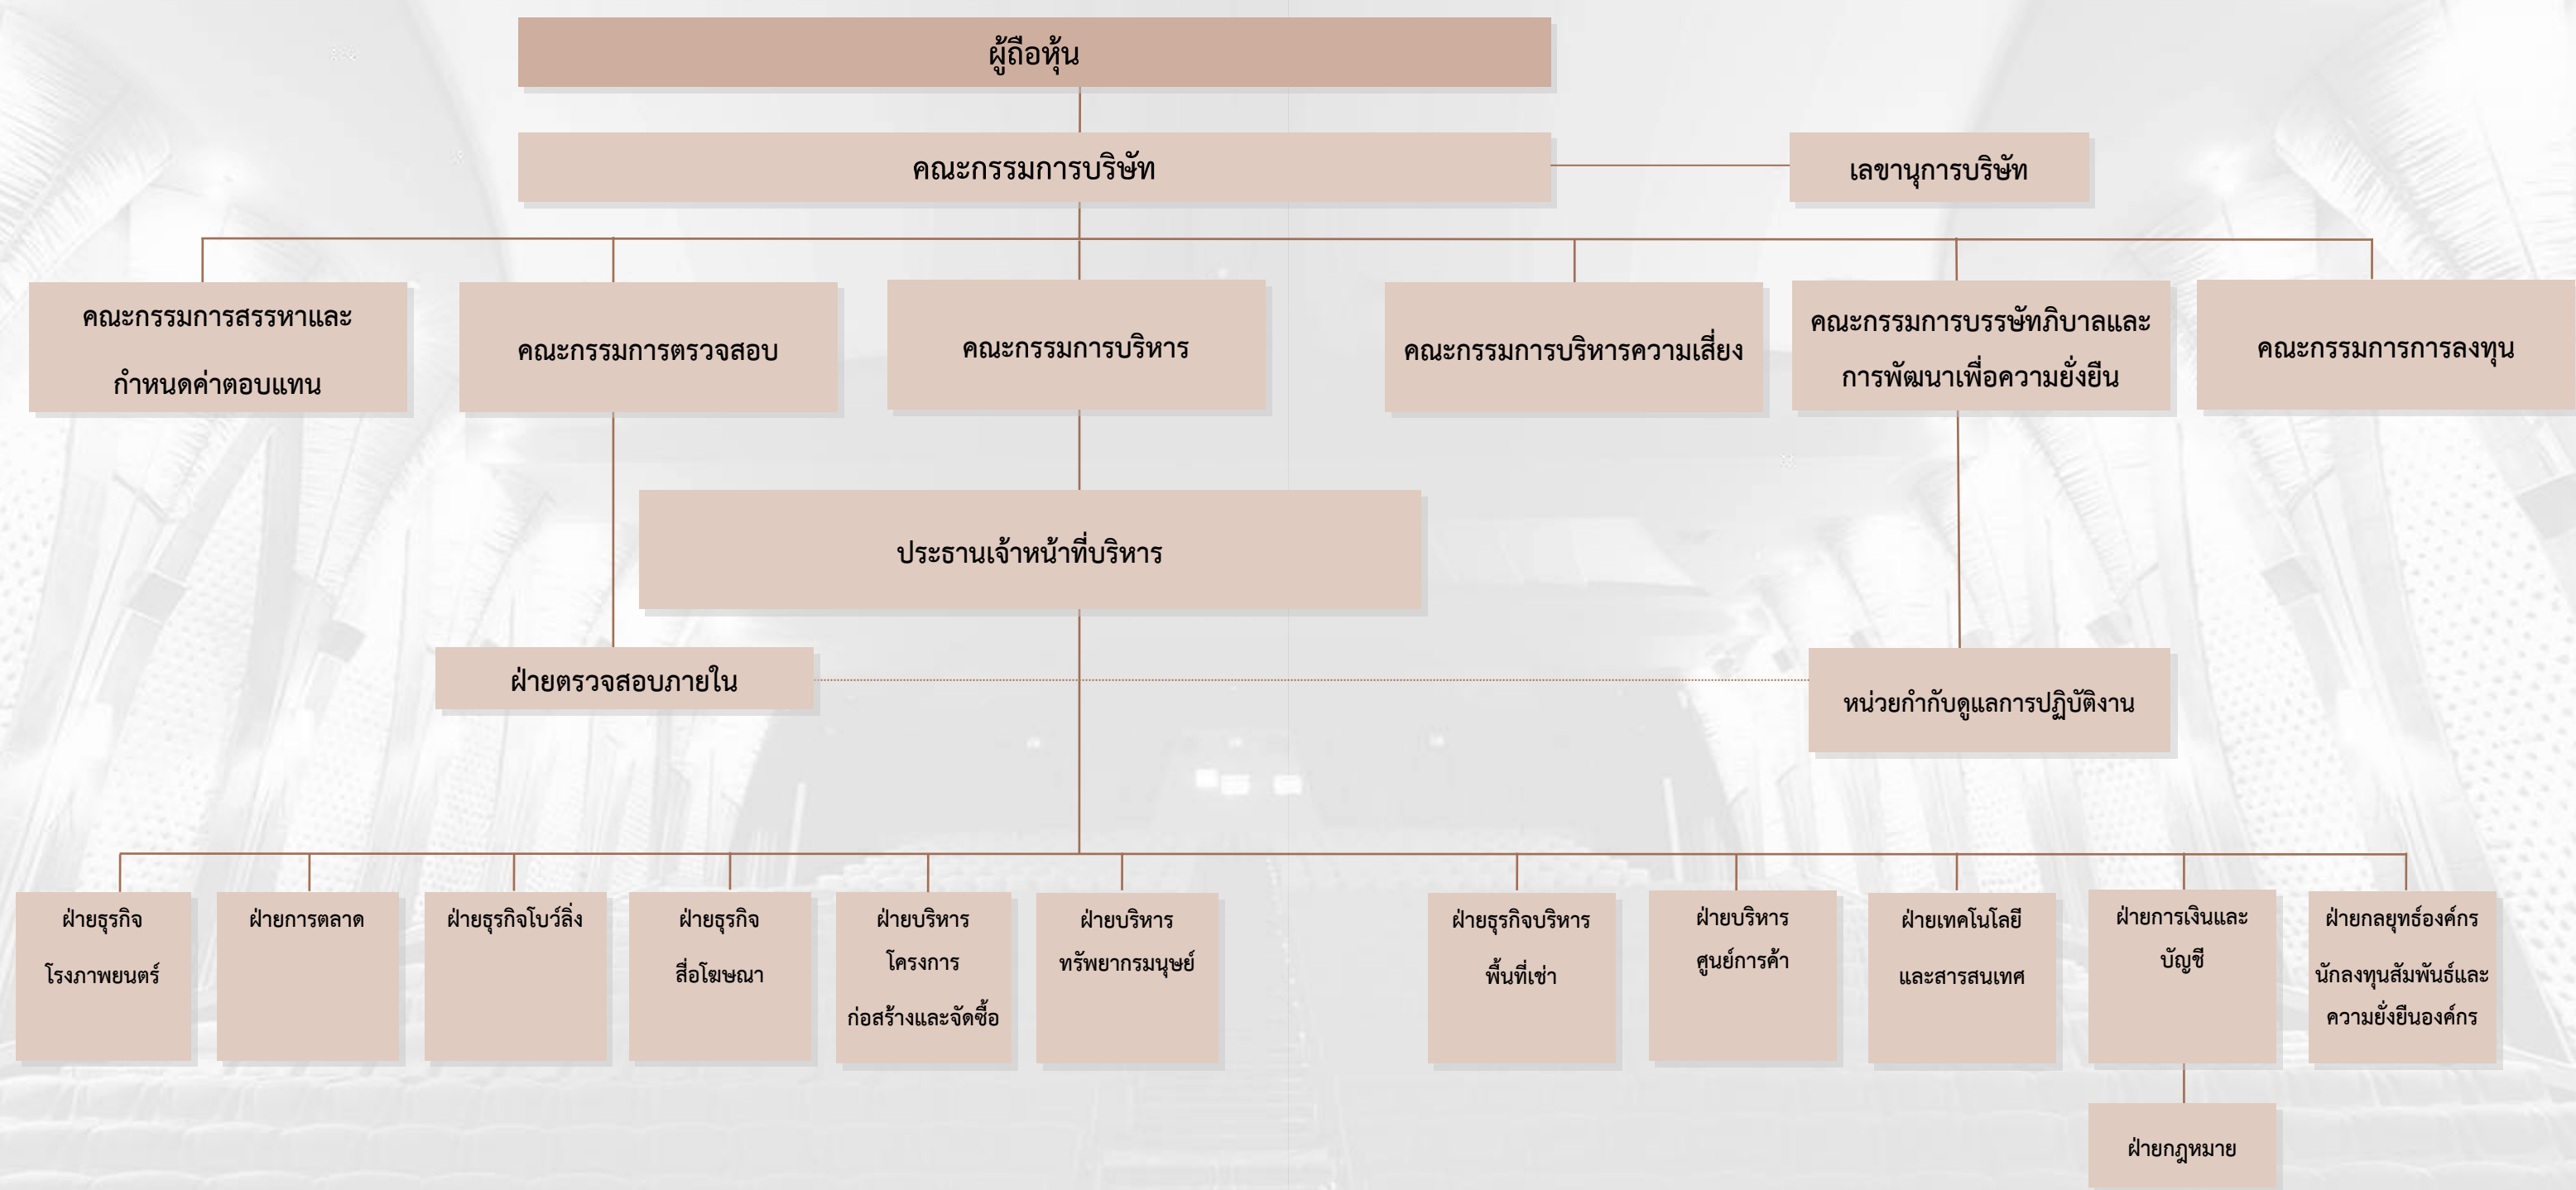 ผู้ถือหุ้น
คณะกรรมการบริษัท
เลขานุการบริษัท
คณะกรรมการสรรหาและ
กำหนดค่าตอบแทน
คณะกรรมการตรวจสอบ
คณะกรรมการบริหาร
คณะกรรมการบริหารความเสี่ยง
คณะกรรมการบรรษัทภิบาลและ
การพัฒนาเพื่อความยั่งยืน
คณะกรรมการการลงทุน
ประธานเจ้าหน้าที่บริหาร
ฝ่ายตรวจสอบภายใน
หน่วยกำกับดูแลการปฏิบัติงาน
ฝ่ายธุรกิจ
โรงภาพยนตร์
ฝ่ายการตลาด
ฝ่ายธุรกิจโบว์ลิ่ง
ฝ่ายธุรกิจ
สื่อโฆษณา
ฝ่ายบริหาร
โครงการ
ก่อสร้างและจัดซื้อ
ฝ่ายบริหาร
ทรัพยากรมนุษย์
ฝ่ายธุรกิจบริหาร
พื้นที่เช่า
ฝ่ายบริหาร
ศูนย์การค้า
ฝ่ายเทคโนโลยี
และสารสนเทศ
ฝ่ายการเงินและ
บัญชี
ฝ่ายกลยุทธ์องค์กร
นักลงทุนสัมพันธ์และ
ความยั่งยืนองค์กร
ฝ่ายกฎหมาย